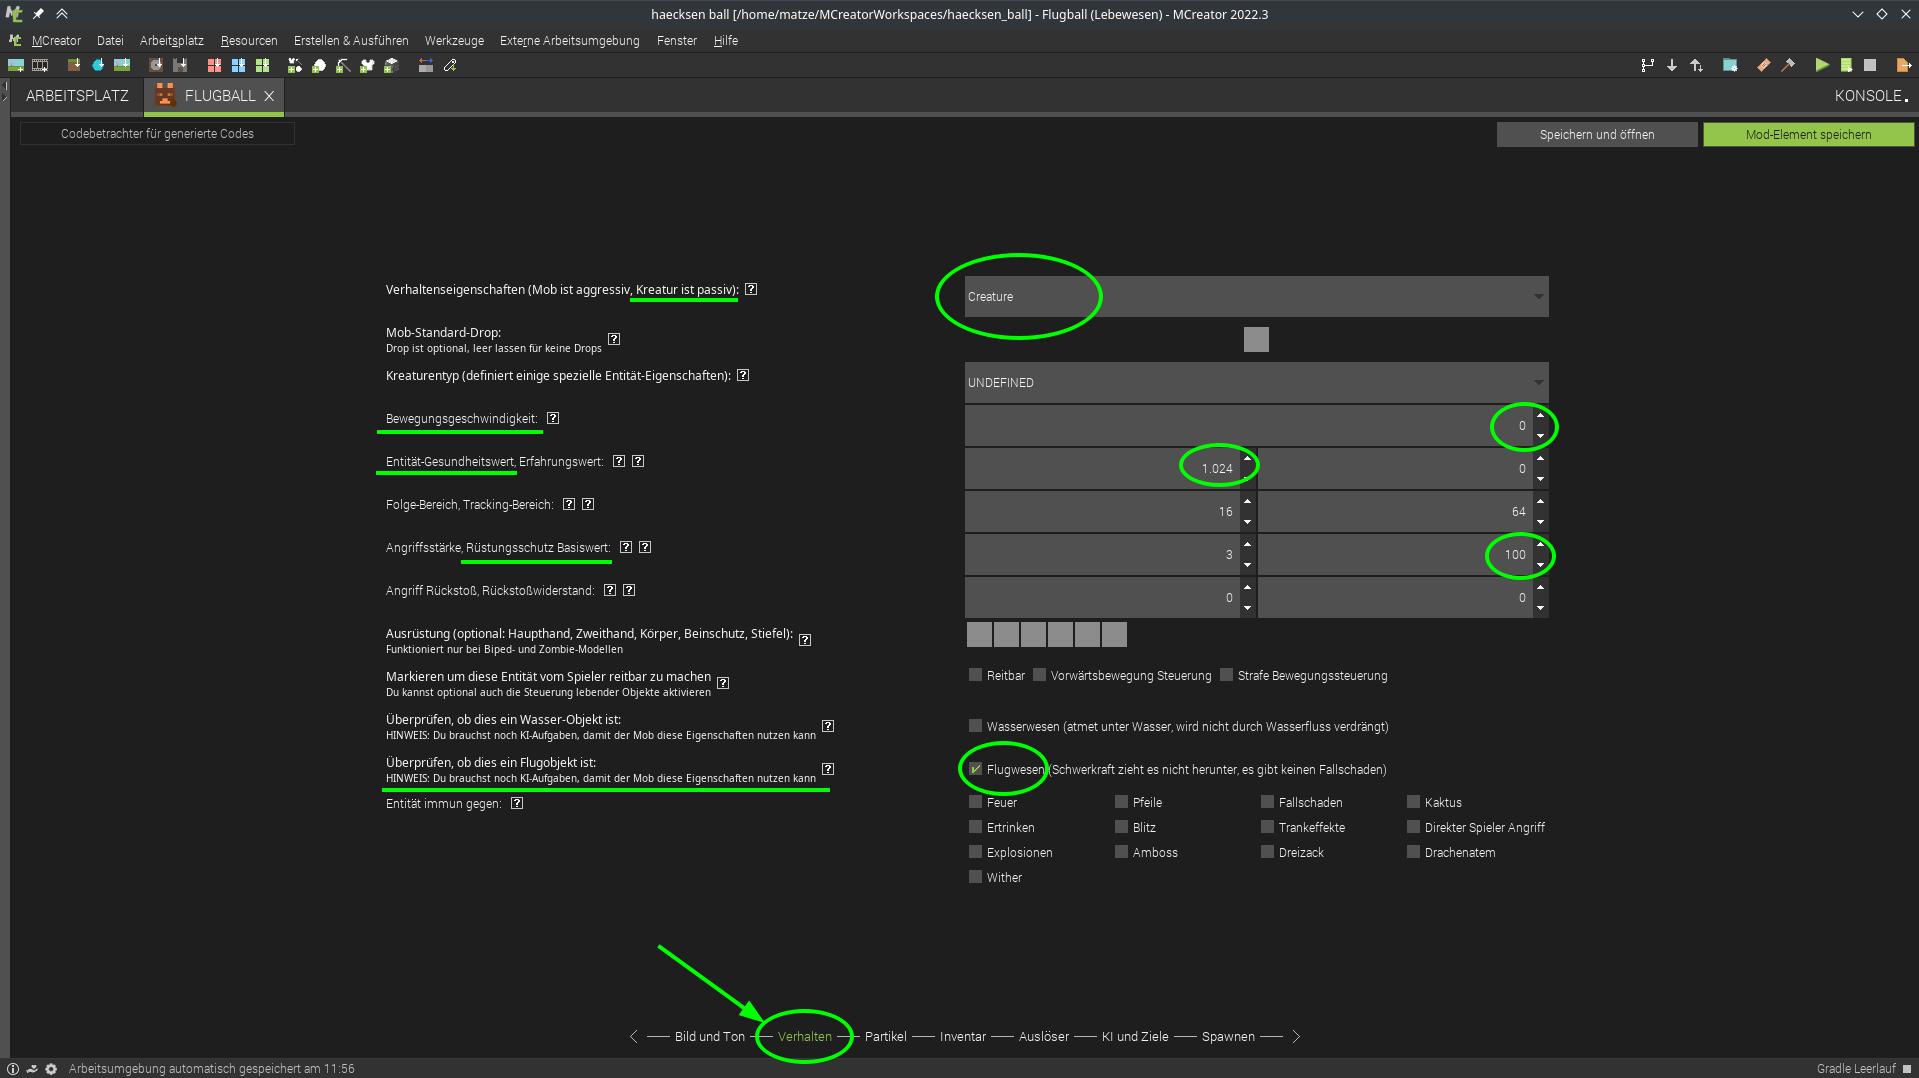 haecksen ball [/home/matze/MCreatorWorkspaces/haecksen_ball] - Flugball (Lebewesen) - MCreator 2022.3
MCreator Datei Arbeitsplatz Resourcen Erstellen & Ausführen Werkzeuge Externe Arbeitsumgebung Fenster Hilfe
ARBEITSPLATZ FLUGBALL KONSOLE
Codebetrachter für generierte Codes Speichern und öffnen Mod-Element speichern
Verhaltenseigenschaften (Mob ist aggressiv, Kreatur ist passiv): ? Creature
Mob-Standard-Drop:
Drop ist optional, leer lassen für keine Drops ?
Kreaturentyp (definiert einige spezielle Entität-Eigenschaften): ? UNDEFINED
Bewegungsgeschwindigkeit: ? 0
Entität-Gesundheitswert, Erfahrungswert: ? ? 1.024 0
Folge-Bereich, Tracking-Bereich: ? ? 16 64
Angriffsstärke, Rüstungsschutz Basiswert: ? ? 3 100
Angriff Rückstoß, Rückstoßwiderstand: ? ? 0 0
Ausrüstung (optional: Haupthand, Zweithand, Körper, Beinschutz, Stiefel): ?
Funktioniert nur bei Biped- und Zombie-Modellen
Markieren um diese Entität vom Spieler reitbar zu machen ? Reitbar Vorwärtsbewegung Steuerung Strafe Bewegungssteuerung
Du kannst optional auch die Steuerung lebender Objekte aktivieren
Überprüfen, ob dies ein Wasser-Objekt ist: ? Wasserwesen (atmet unter Wasser, wird nicht durch Wasserfluss verdrängt)
HINWEIS: Du brauchst noch KI-Aufgaben, damit der Mob diese Eigenschaften nutzen kann
Überprüfen, ob dies ein Flugobjekt ist: ? Flugwesen (Schwerkraft zieht es nicht herunter, es gibt keinen Fallschaden)
HINWEIS: Du brauchst noch KI-Aufgaben, damit der Mob diese Eigenschaften nutzen kann
Entität immun gegen: ? Feuer Pfeile Fallschaden Kaktus
Ertrinken Blitz Trankeffekte Direkter Spieler Angriff
Explosionen Amboss Dreizack Drachenatem
Wither
Bild und Ton Verhalten Partikel Inventar Auslöser KI und Ziele Spawnen
Arbeitsumgebung automatisch gespeichert am 11:56 Gradle Leerlauf